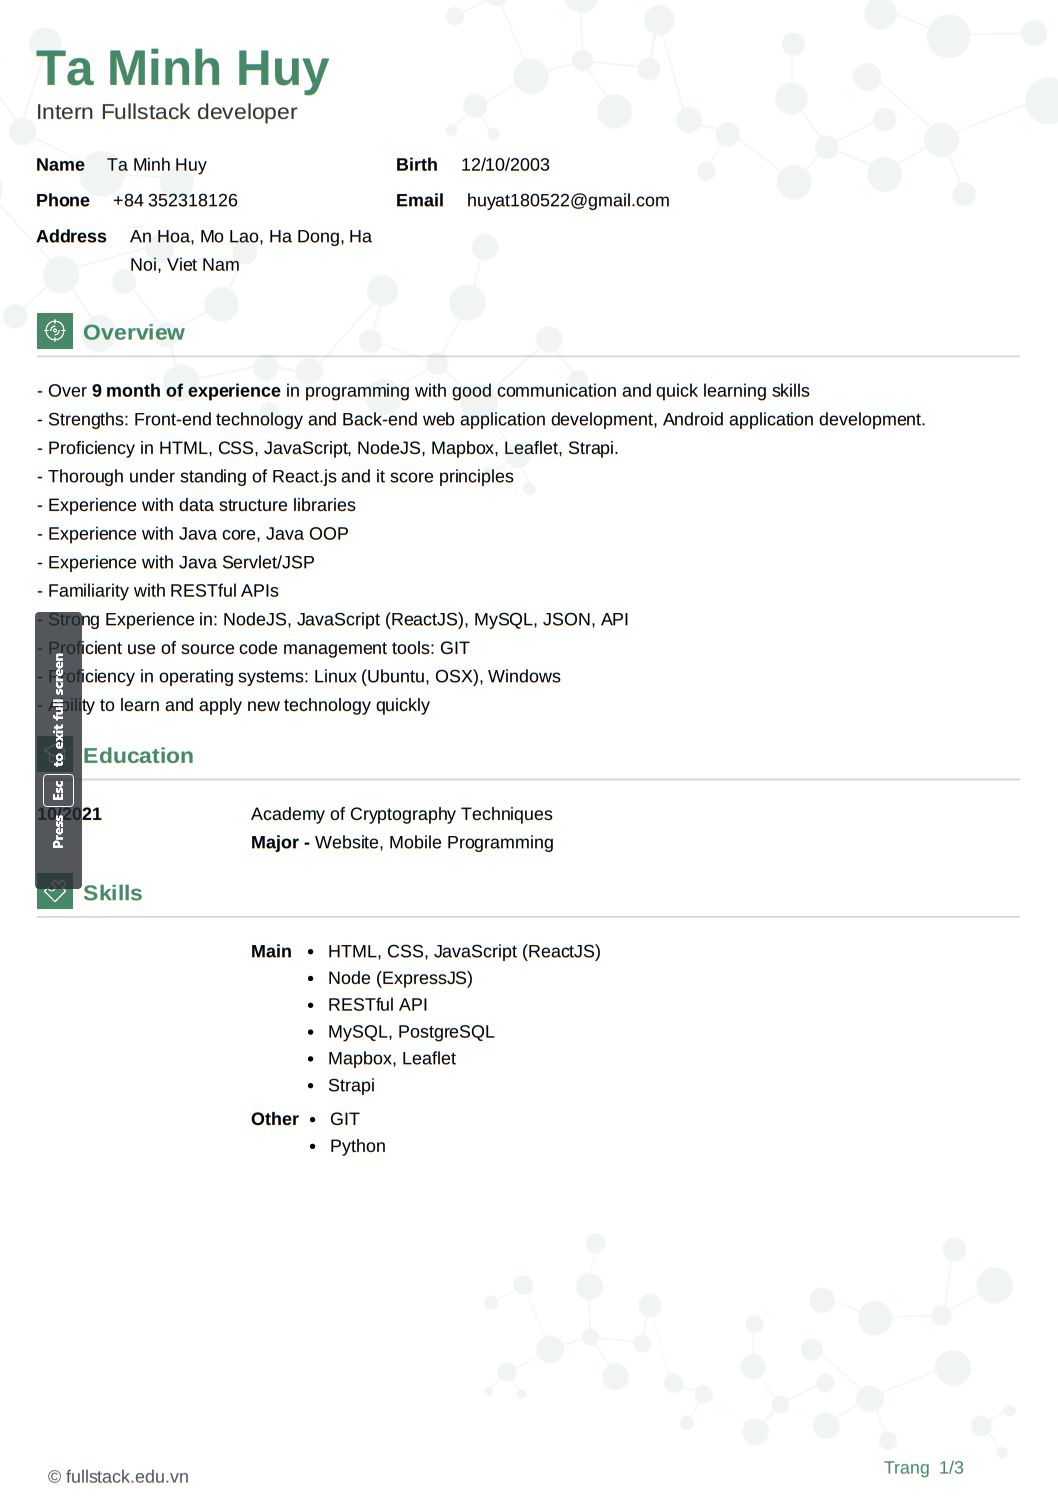 Ta Minh Huy
Intern Fullstack developer
Name Ta Minh Huy Birth 12/10/2003
Phone +84 352318126 Email huyat180522@gmail.com
Address An Hoa, Mo Lao, Ha Dong, Ha
Noi, Viet Nam
Overview
- Over 9 month of experience in programming with good communication and quick learning skills
- Strengths: Front-end technology and Back-end web application development, Android application development.
- Proficiency in HTML, CSS, JavaScript, NodeJS, Mapbox, Leaflet, Strapi.
- Thorough under standing of React.js and it score principles
- Experience with data structure libraries
- Experience with Java core, Java OOP
- Experience with Java Servlet/JSP
- Familiarity with RESTful APIs
- Strong Experience in: NodeJS, JavaScript (ReactJS), MySQL, JSON, API
- Proficient use of source code management tools: GIT
- Proficiency in operating systems: Linux (Ubuntu, OSX), Windows
- Ability to learn and apply new technology quickly
Press Esc to exit full screen
Education
10/2021 Academy of Cryptography Techniques
Major - Website, Mobile Programming
Skills
Main • HTML, CSS, JavaScript (ReactJS)
• Node (ExpressJS)
• RESTful API
• MySQL, PostgreSQL
• Mapbox, Leaflet
• Strapi
Other • GIT
• Python
© fullstack.edu.vn
Trang 1/3